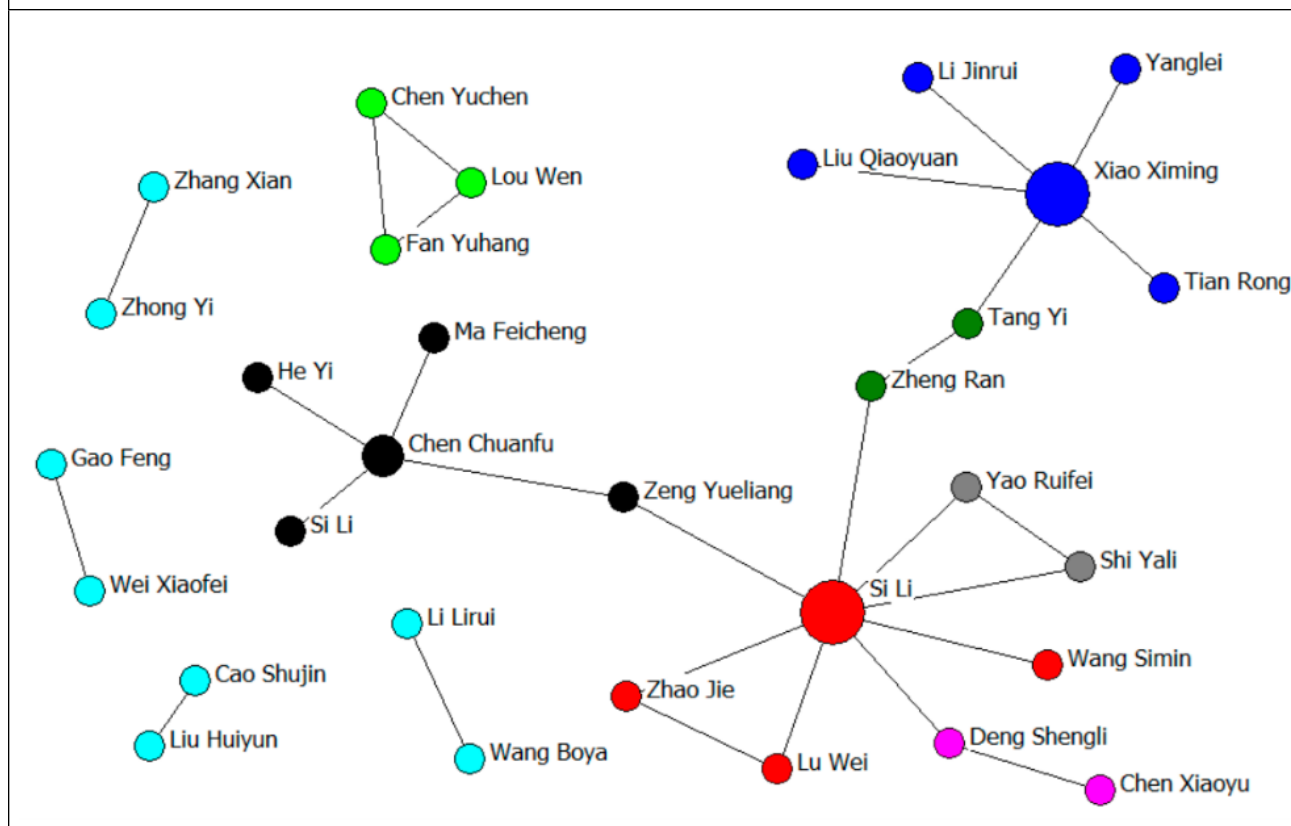 Li Jinrui
Yanglei
Chen Yuchen
Liu Qiaoyuan
Xiao Ximing
Zhang Xian
Lou Wen
Fan Yuhang
Tian Rong
Zhong Yi
Tang Yi
Ma Feicheng
He Yi
Zheng Ran
Chen Chuanfu
Gao Feng
Yao Ruifei
Zeng Yueliang
Si Li
Shi Yali
Wei Xiaofei
Si Li
Li Lirui
Wang Simin
Cao Shujin
Zhao Jie
Liu Huiyun
Deng Shengli
Wang Boya
Lu Wei
Chen Xiaoyu